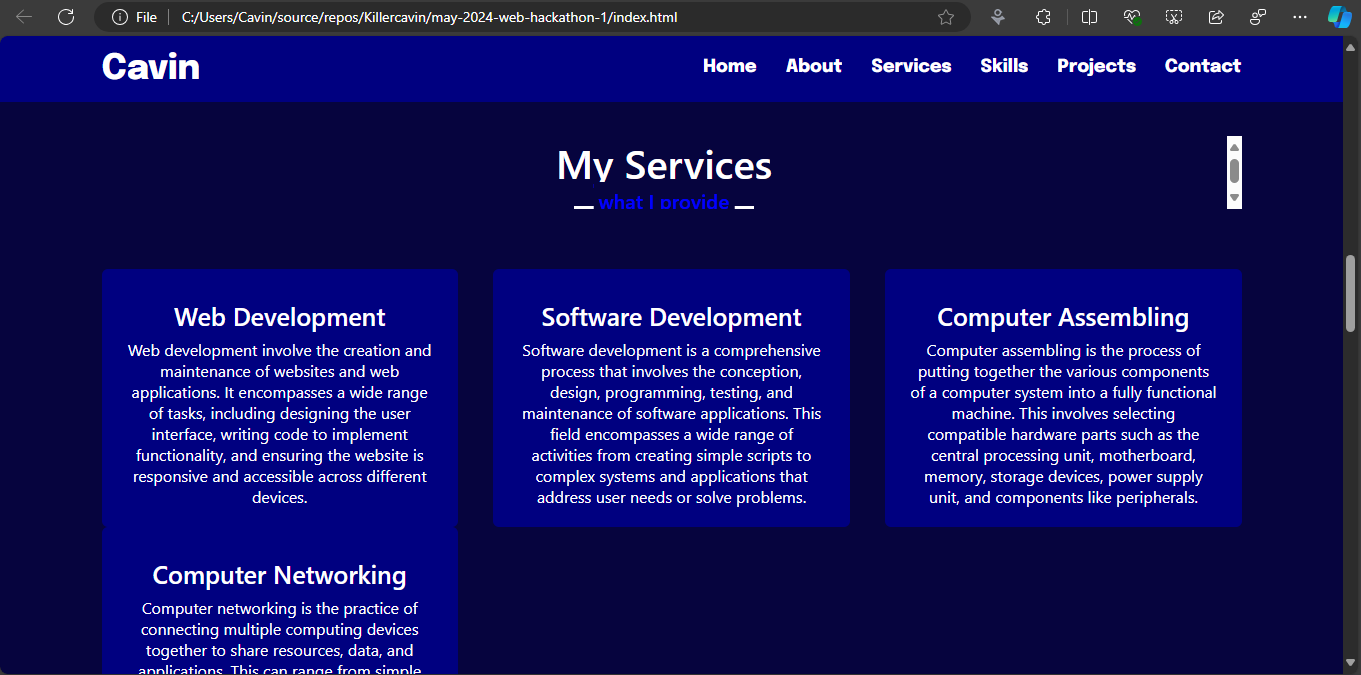 File C:/Users/Cavin/source/repos/Killercavin/may-2024-web-hackathon-1/index.html
Cavin
Home About Services Skills Projects Contact
My Services
what I provide
Web Development
Web development involve the creation and
maintenance of websites and web
applications. It encompasses a wide range
of tasks, including designing the user
interface, writing code to implement
functionality, and ensuring the website is
responsive and accessible across different
devices.
Software Development
Software development is a comprehensive
process that involves the conception,
design, programming, testing, and
maintenance of software applications. This
field encompasses a wide range of
activities from creating simple scripts to
complex systems and applications that
address user needs or solve problems.
Computer Assembling
Computer assembling is the process of
putting together the various components
of a computer system into a fully functional
machine. This involves selecting
compatible hardware parts such as the
central processing unit, motherboard,
memory, storage devices, power supply
unit, and components like peripherals.
Computer Networking
Computer networking is the practice of
connecting multiple computing devices
together to share resources, data, and
applications. This can range from simple